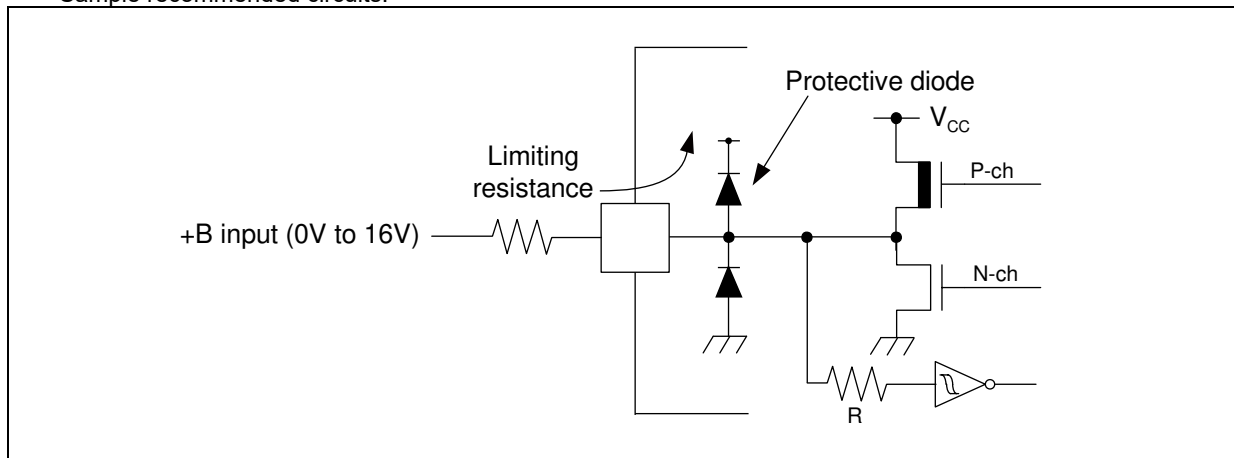 Sample recommended circuits:
Protective diode
VCC
Limiting
resistance
P-ch
+B input (0V to 16V)
N-ch
R